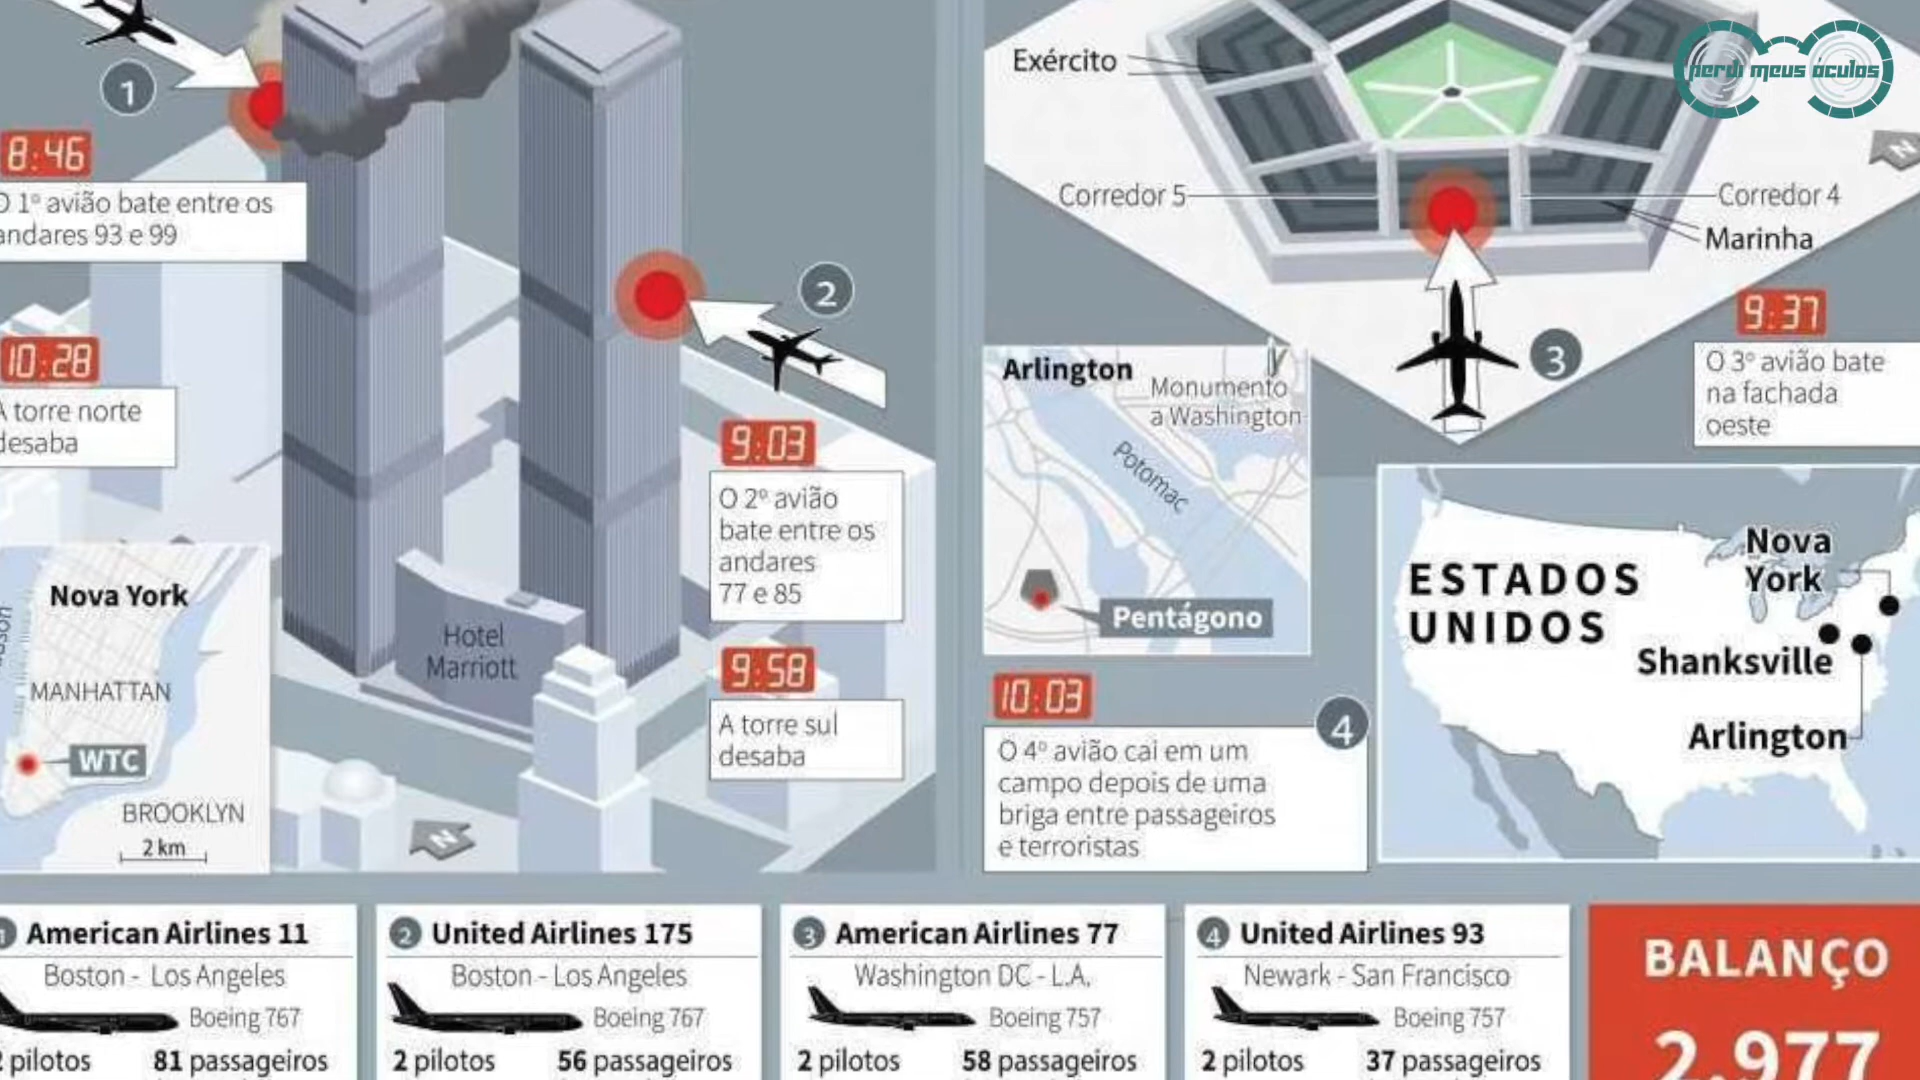 1
8:46
O 1º avião bate entre os
andares 93 e 99
10:28
A torre norte
desaba
2
9:03
O 2º avião
bate entre os
andares
77 e 85
9:58
A torre sul
desaba
Hotel
Marriott
Nova York
MANHATTAN
WTC
BROOKLYN
2 km
N
Exército
Corredor 5
Corredor 4
Marinha
perdi meus óculos
N
3
9:37
O 3º avião bate
na fachada
oeste
Arlington
Monumento
a Washington
Potomac
Pentágono
10:03
4
O 4º avião cai em um
campo depois de uma
briga entre passageiros
e terroristas
ESTADOS
UNIDOS
Nova
York
Shanksville
Arlington
1 American Airlines 11
Boston - Los Angeles
Boeing 767
2 pilotos 81 passageiros
2 United Airlines 175
Boston - Los Angeles
Boeing 767
2 pilotos 56 passageiros
3 American Airlines 77
Washington DC - L.A.
Boeing 757
2 pilotos 58 passageiros
4 United Airlines 93
Newark - San Francisco
Boeing 757
2 pilotos 37 passageiros
BALANÇO
2.977